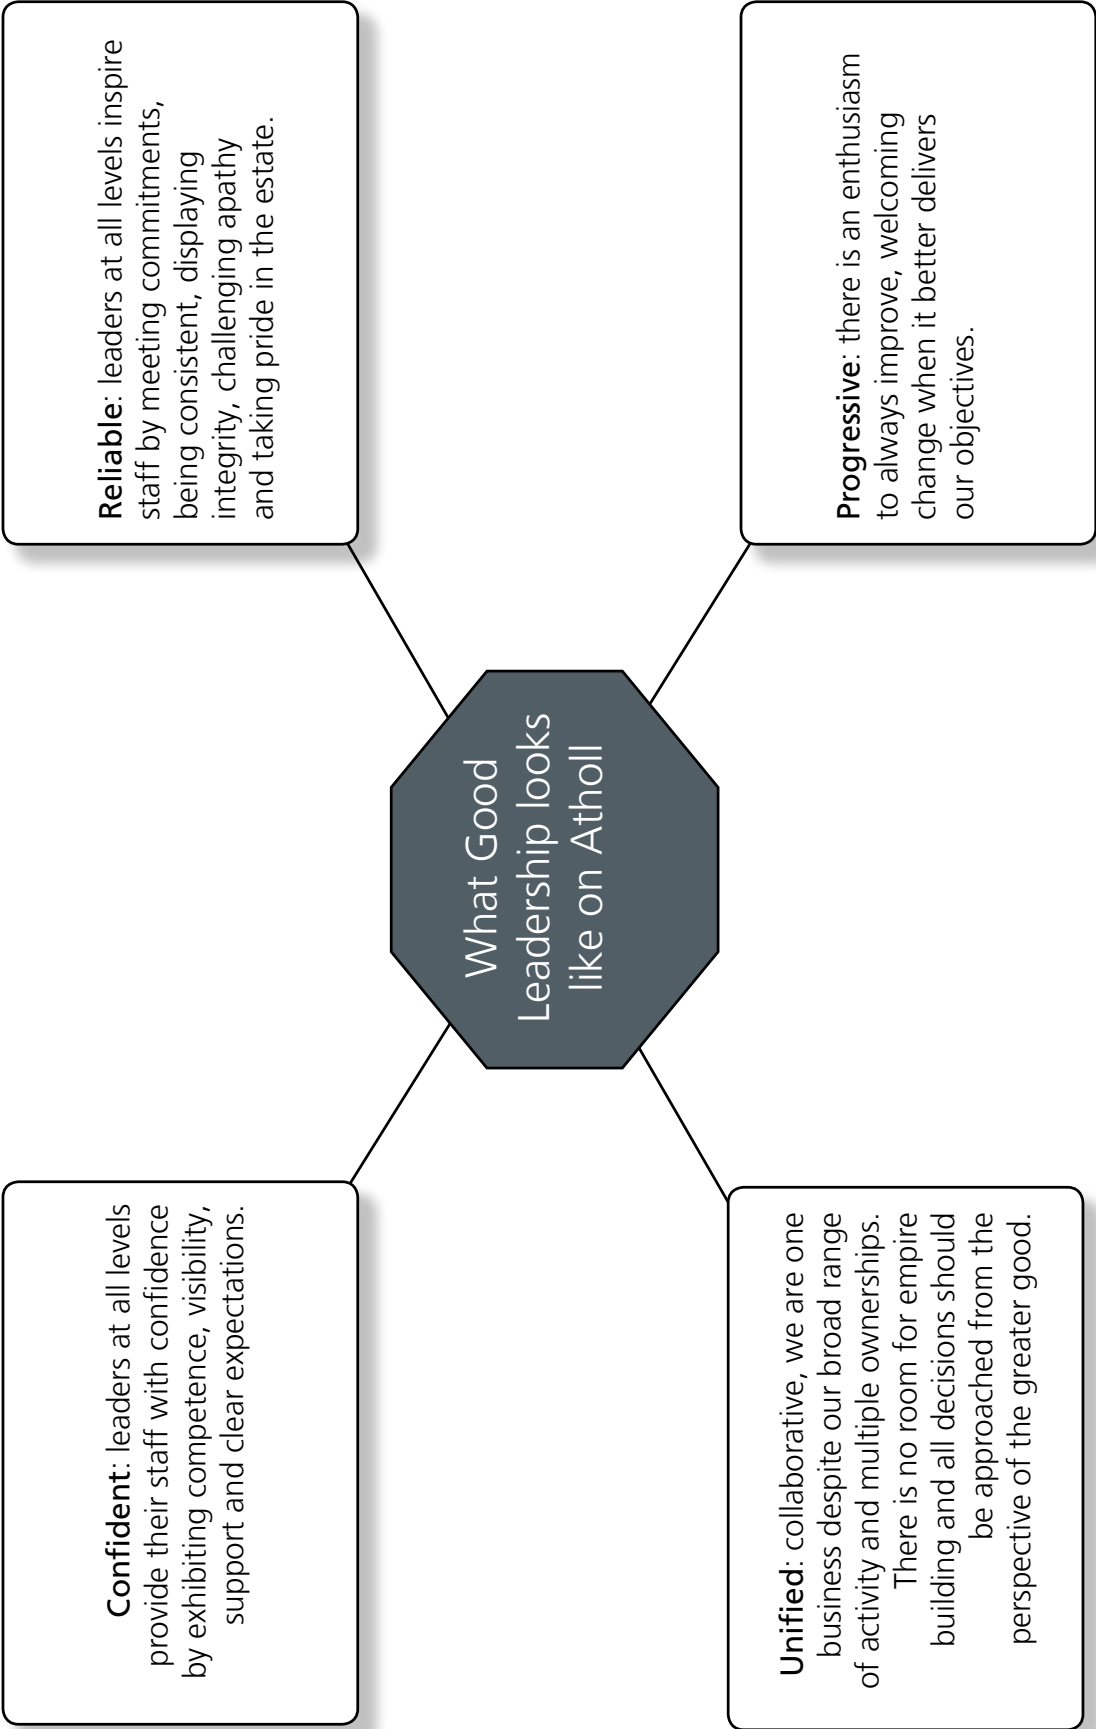 Confident: leaders at all levels
provide their staff with confidence
by exhibiting competence, visibility,
support and clear expectations.
Reliable: leaders at all levels inspire
staff by meeting commitments,
being consistent, displaying
integrity, challenging apathy
and taking pride in the estate.
What Good
Leadership looks
like on Atholl
Unified: collaborative, we are one
business despite our broad range
of activity and multiple ownerships.
There is no room for empire
building and all decisions should
be approached from the
perspective of the greater good.
Progressive: there is an enthusiasm
to always improve, welcoming
change when it better delivers
our objectives.